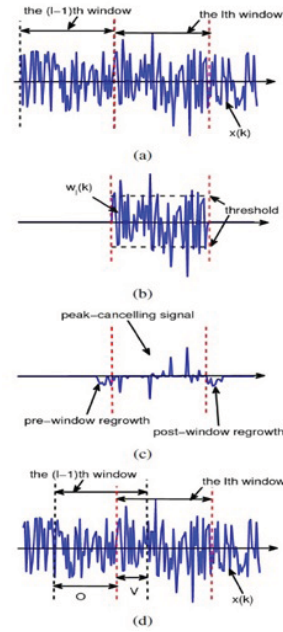 the (l−1)th window
the lth window
x(k)
(a)
w_l(k)
threshold
(b)
peak−cancelling signal
pre−window regrowth
post−window regrowth
(c)
the (l−1)th window
the lth window
O
V
x(k)
(d)